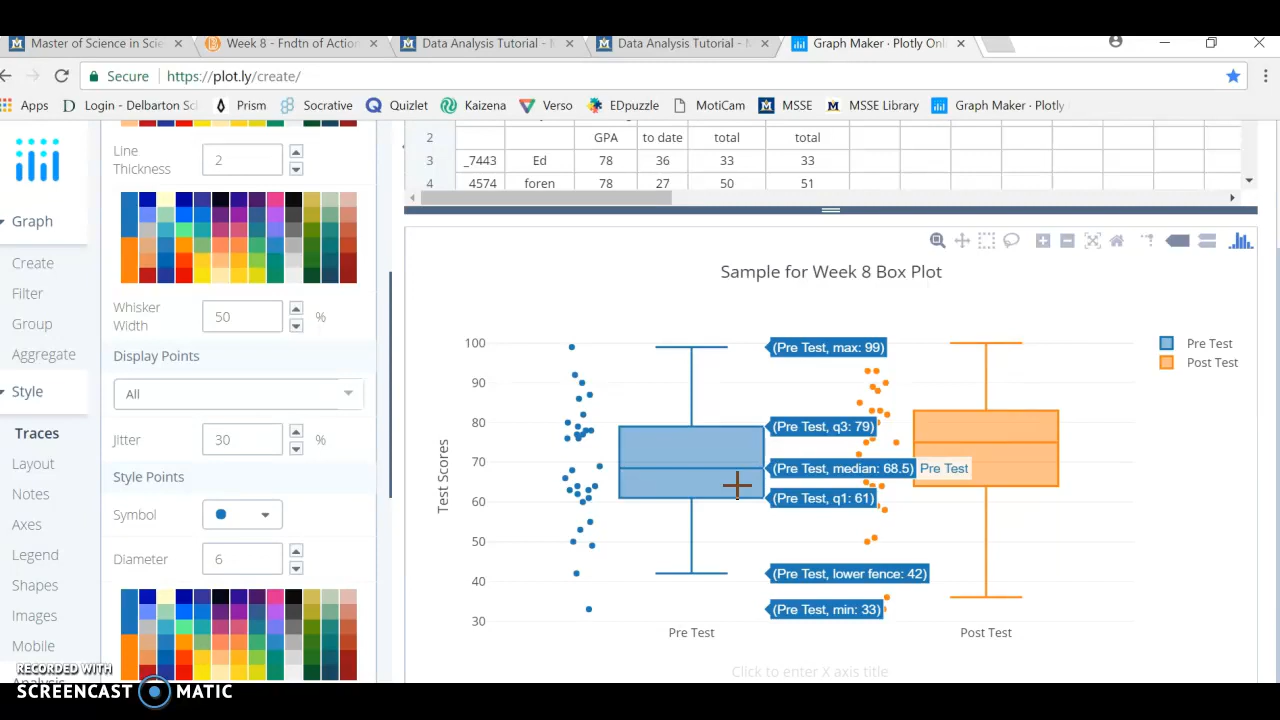 Master of Science in Scie
Week 8 - Fndtn of Action
Data Analysis Tutorial - M
Data Analysis Tutorial - M
Graph Maker · Plotly Onl
Secure
https://plot.ly/create/
Apps
Login - Delbarton Sc
Prism
Socrative
Quizlet
Kaizena
Verso
EDpuzzle
MotiCam
MSSE
MSSE Library
Graph Maker · Plotly
Graph
Create
Filter
Group
Aggregate
Style
Traces
Layout
Notes
Axes
Legend
Shapes
Images
Mobile
Analysis
Line
Thickness
2
Whisker
Width
50
%
Display Points
All
Jitter
30
%
Style Points
Symbol
Diameter
6
2 GPA to date total total
3 _7443 Ed 78 36 33 33
4 4574 foren 78 27 50 51
Sample for Week 8 Box Plot
Test Scores
100
90
80
70
60
50
40
30
(Pre Test, max: 99)
(Pre Test, q3: 79)
(Pre Test, median: 68.5) Pre Test
(Pre Test, q1: 61)
(Pre Test, lower fence: 42)
(Pre Test, min: 33)
Pre Test
Post Test
Pre Test
Post Test
Click to enter X axis title
RECORDED WITH
SCREENCAST MATIC